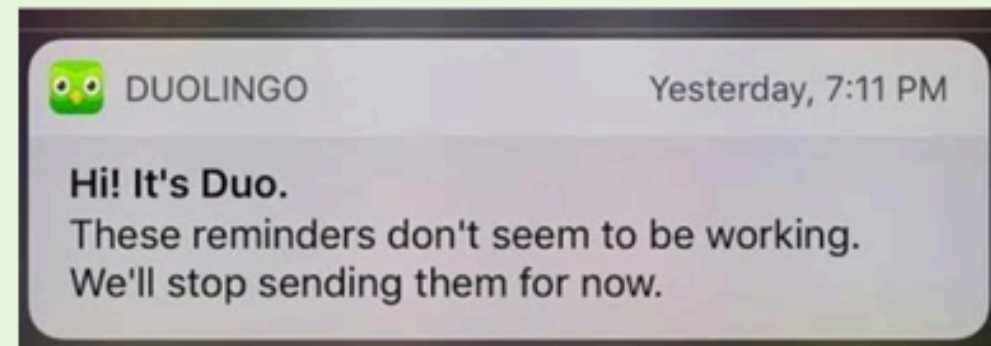 DUOLINGO
Yesterday, 7:11 PM
Hi! It's Duo.
These reminders don't seem to be working.
We'll stop sending them for now.